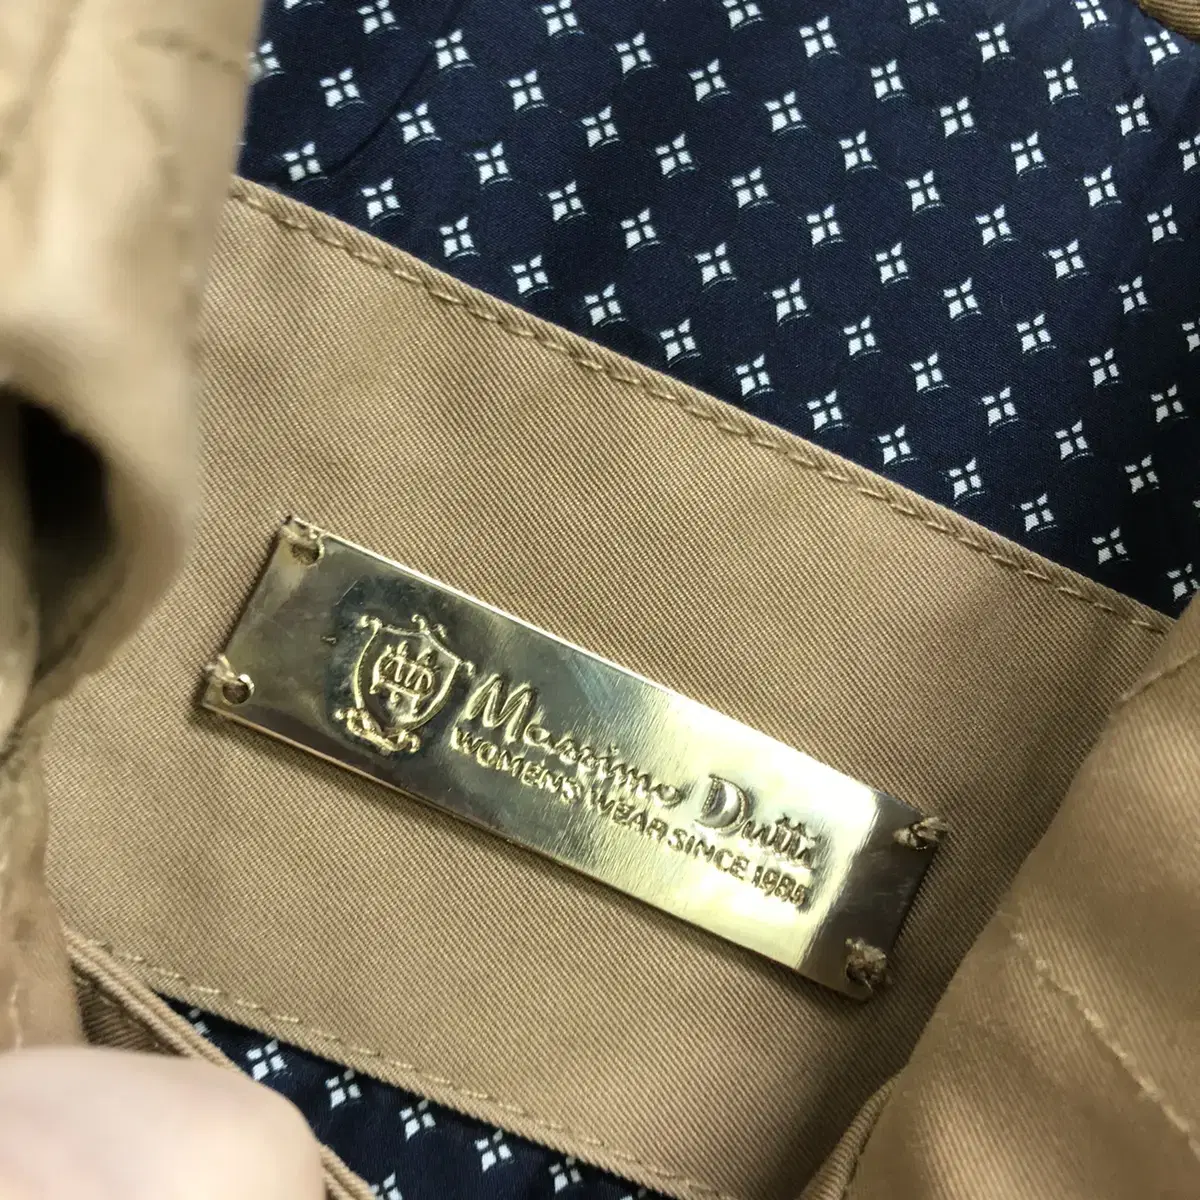 Massimo Dutti
WOMEN'S WEAR SINCE 1985